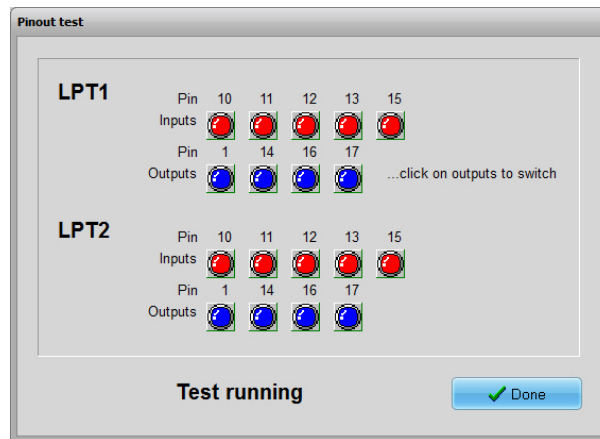 Pinout test
LPT1
Pin 10 11 12 13 15
Inputs
Pin 1 14 16 17
Outputs ...click on outputs to switch
LPT2
Pin 10 11 12 13 15
Inputs
Pin 1 14 16 17
Outputs
Test running
Done